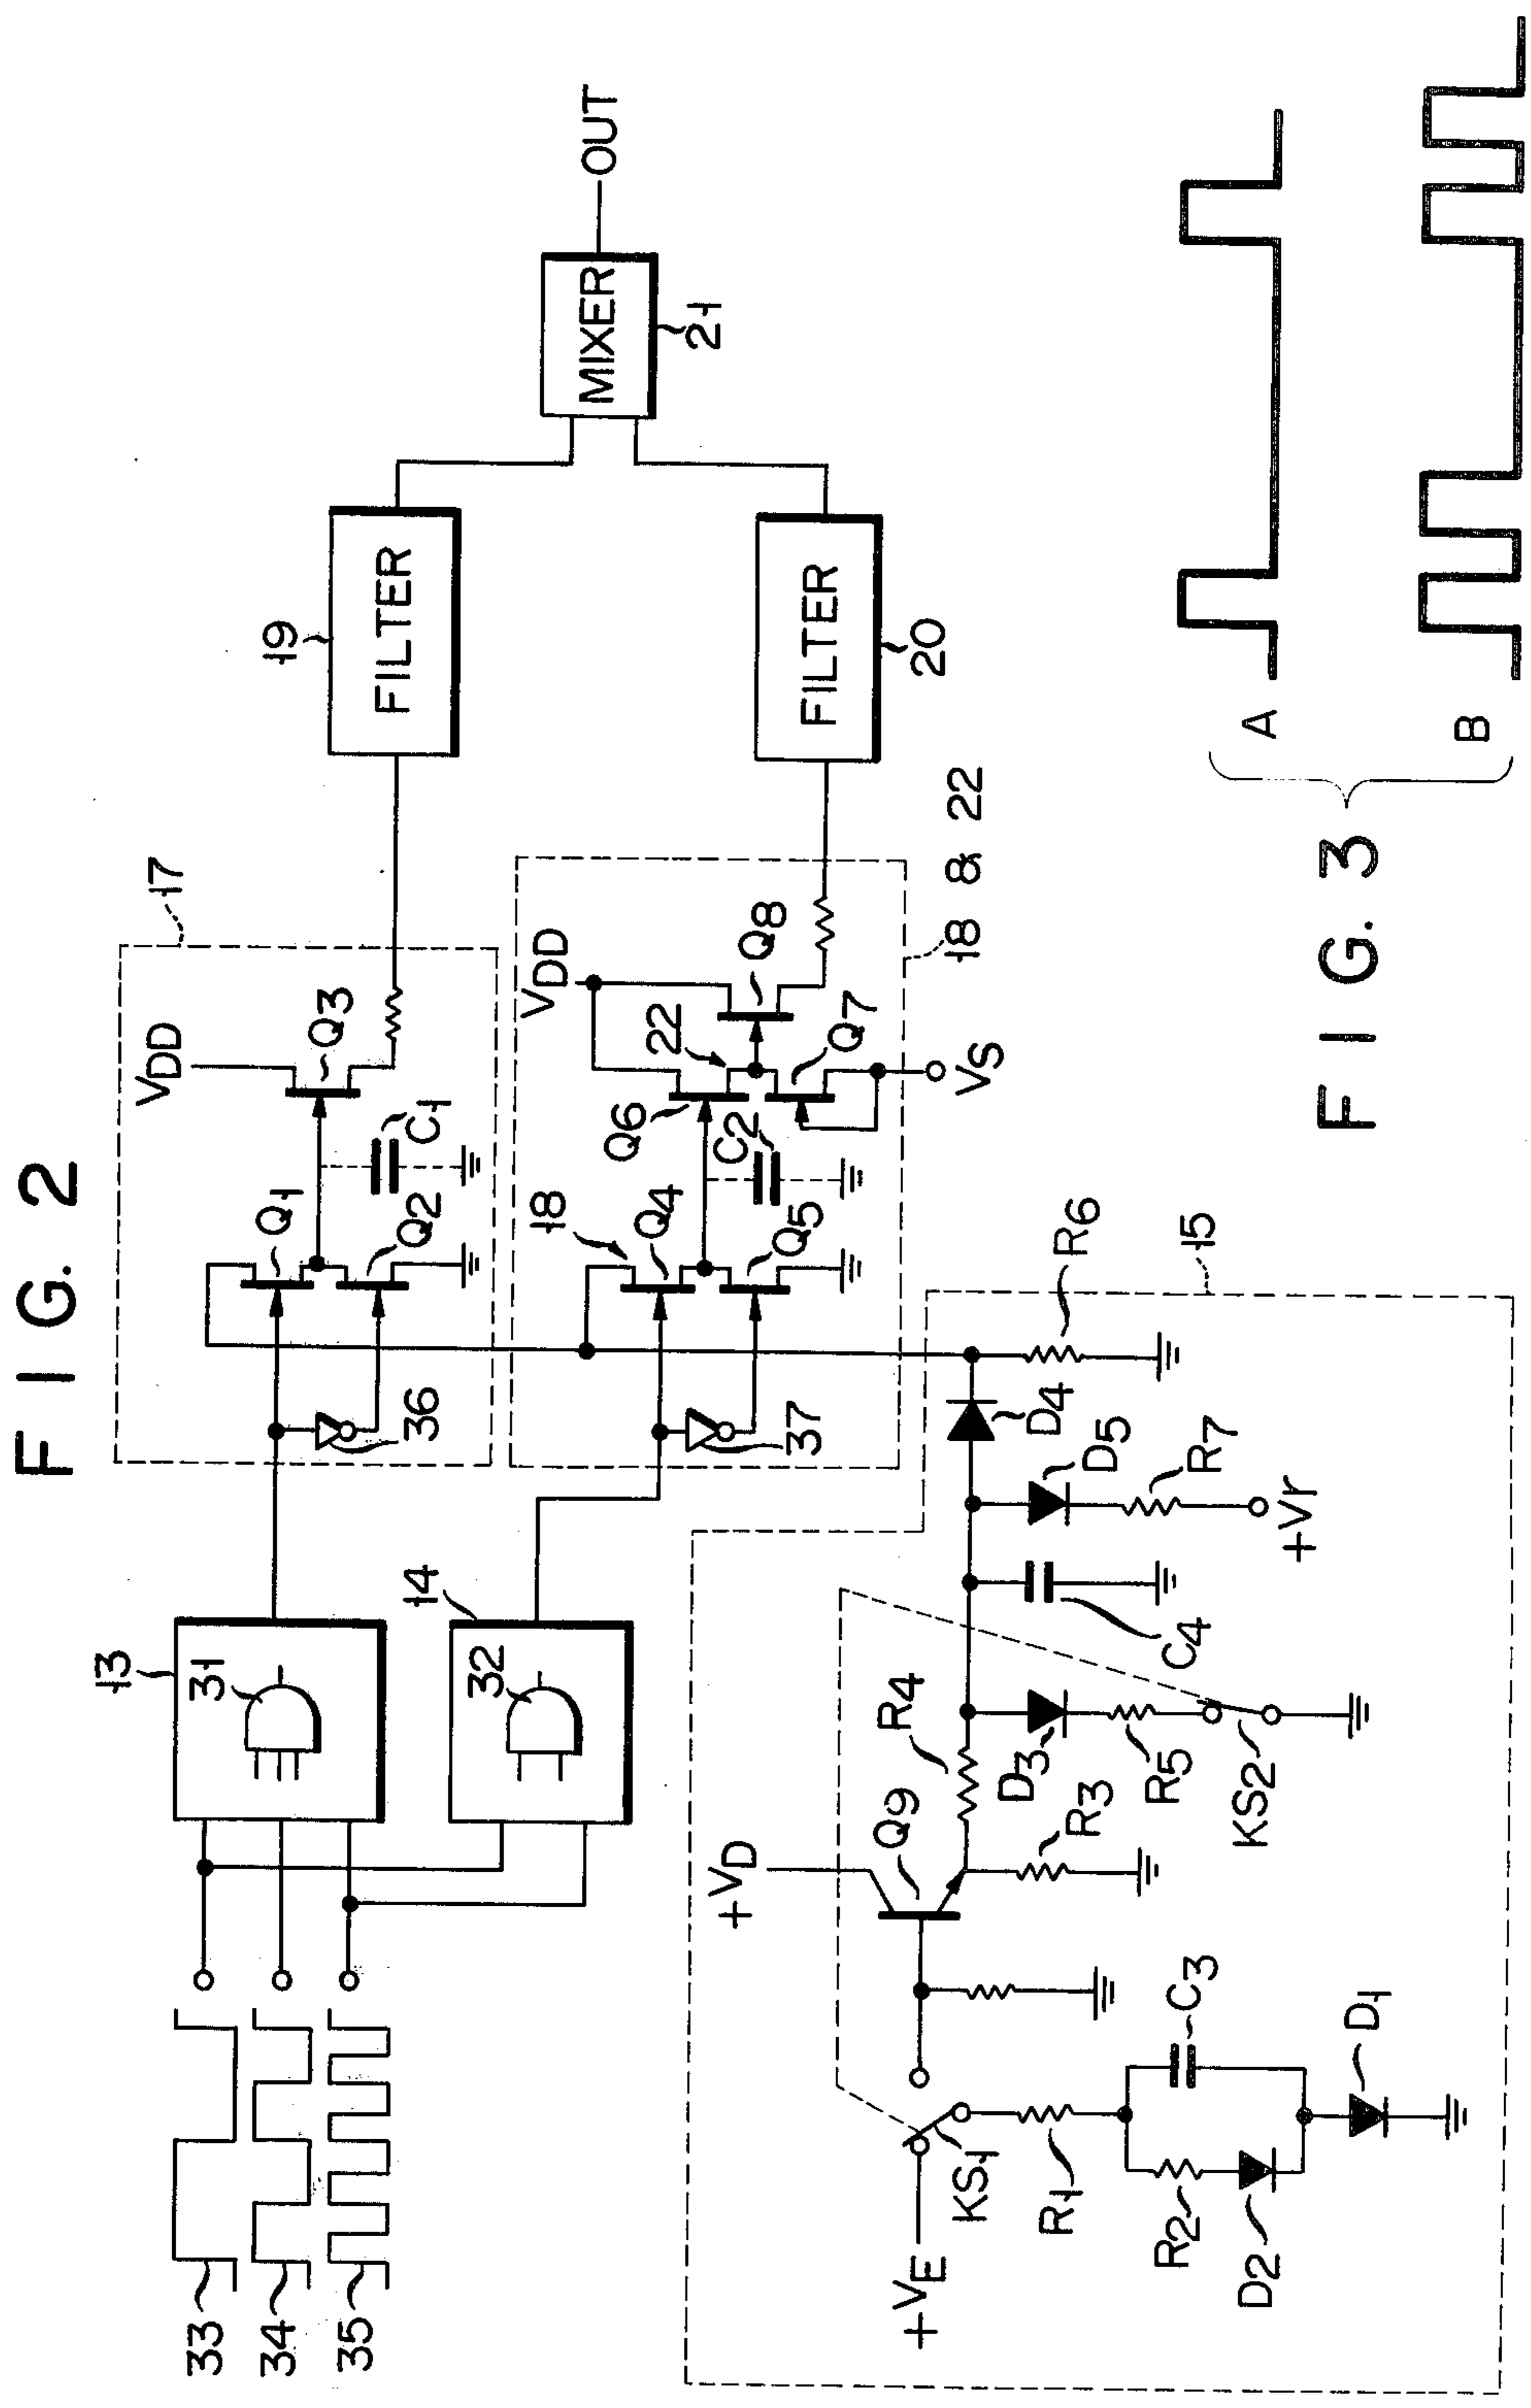 FIG. 2
33
34
35
13
31
14
32
17
Q1
Q2
Q3
C1
VDD
36
19
FILTER
MIXER
21
OUT
18
Q4
Q5
Q6
C2
22
VDD
Q8
Q7
VS
37
18 & 22
FILTER
20
15
+VE
KS1
R1
R2
D2
C3
D1
+VD
Q9
R3
R4
D3
R5
KS2
C4
D5
R7
+Vr
D4
R6
FIG. 3
A
B